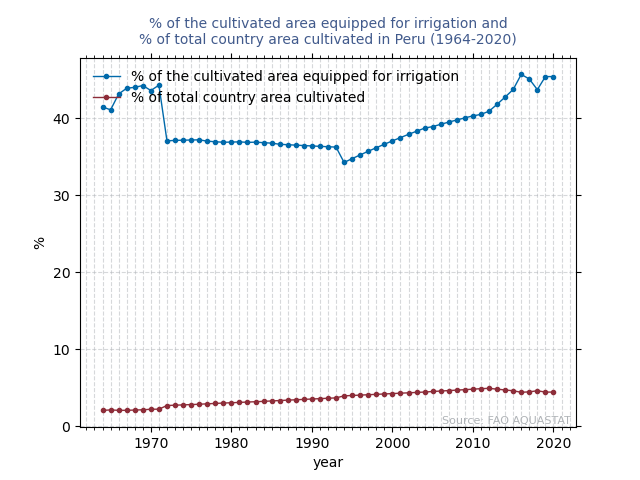 % of the cultivated area equipped for irrigation and
% of total country area cultivated in Peru (1964-2020)
% of the cultivated area equipped for irrigation
% of total country area cultivated
40
30
20
10
0
%
Source: FAO AQUASTAT
1970 1980 1990 2000 2010 2020
year